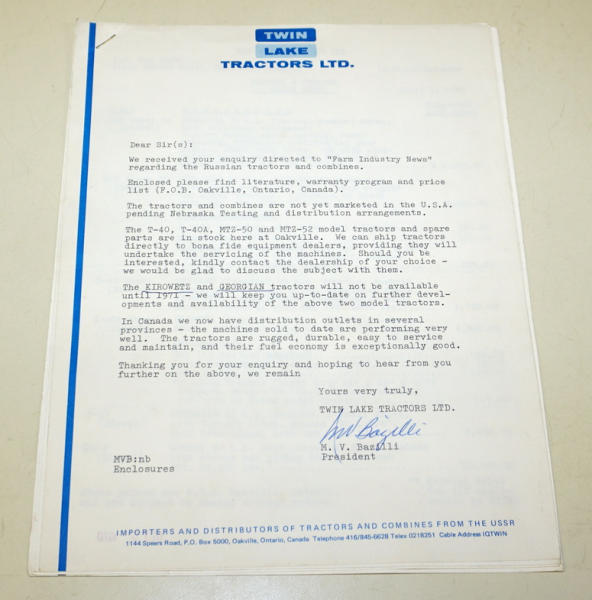 TWIN
LAKE
TRACTORS LTD.
Dear Sir(s):
We received your enquiry directed to "Farm Industry News"
regarding the Russian tractors and combines.
Enclosed please find literature, warranty program and price
list (F.O.B. Oakville, Ontario, Canada).
The tractors and combines are not yet marketed in the U.S.A.
pending Nebraska Testing and distribution arrangements.
The T-40, T-40A, MTZ-50 and MTZ-52 model tractors and spare
parts are in stock here at Oakville. We can ship tractors
directly to bona fide equipment dealers, providing they will
undertake the servicing of the machines. Should you be
interested, kindly contact the dealership of your choice -
we would be glad to discuss the subject with them.
The KIROWETZ and GEORGIAN tractors will not be available
until 1971 - we will keep you up-to-date on further devel-
opments and availability of the above two model tractors.
In Canada we now have distribution outlets in several
provinces - the machines sold to date are performing very
well. The tractors are rugged, durable, easy to service
and maintain, and their fuel economy is exceptionally good.
Thanking you for your enquiry and hoping to hear from you
further on the above, we remain
Yours very truly,
TWIN LAKE TRACTORS LTD.
MV Bazilli
M. V. Bazilli
President
MVB:nb
Enclosures
IMPORTERS AND DISTRIBUTORS OF TRACTORS AND COMBINES FROM THE USSR
1144 Speers Road, P.O. Box 5000, Oakville, Ontario, Canada Telephone 416/845-6628 Telex 0218251 Cable Address IQTWIN